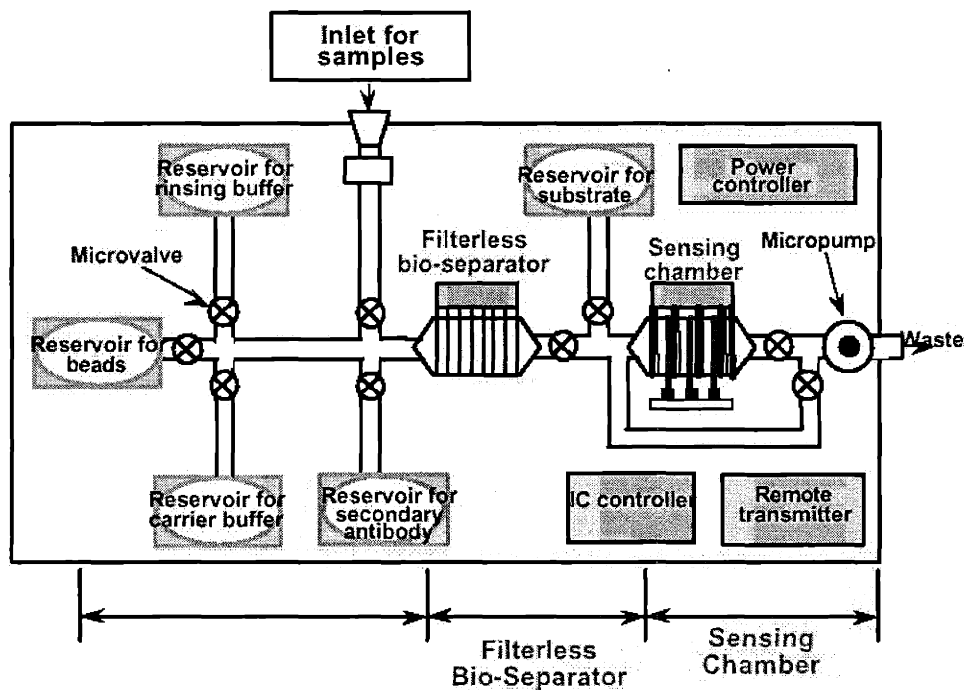 Inlet for
samples
Reservoir for
rinsing buffer
Reservoir for
substrate
Power
controller
Microvalve
Filterless
bio-separator
Sensing
chamber
Micropump
Reservoir for
beads
Waste
Reservoir for
carrier buffer
Reservoir for
secondary
antibody
IC controller
Remote
transmitter
Filterless
Bio-Separator
Sensing
Chamber